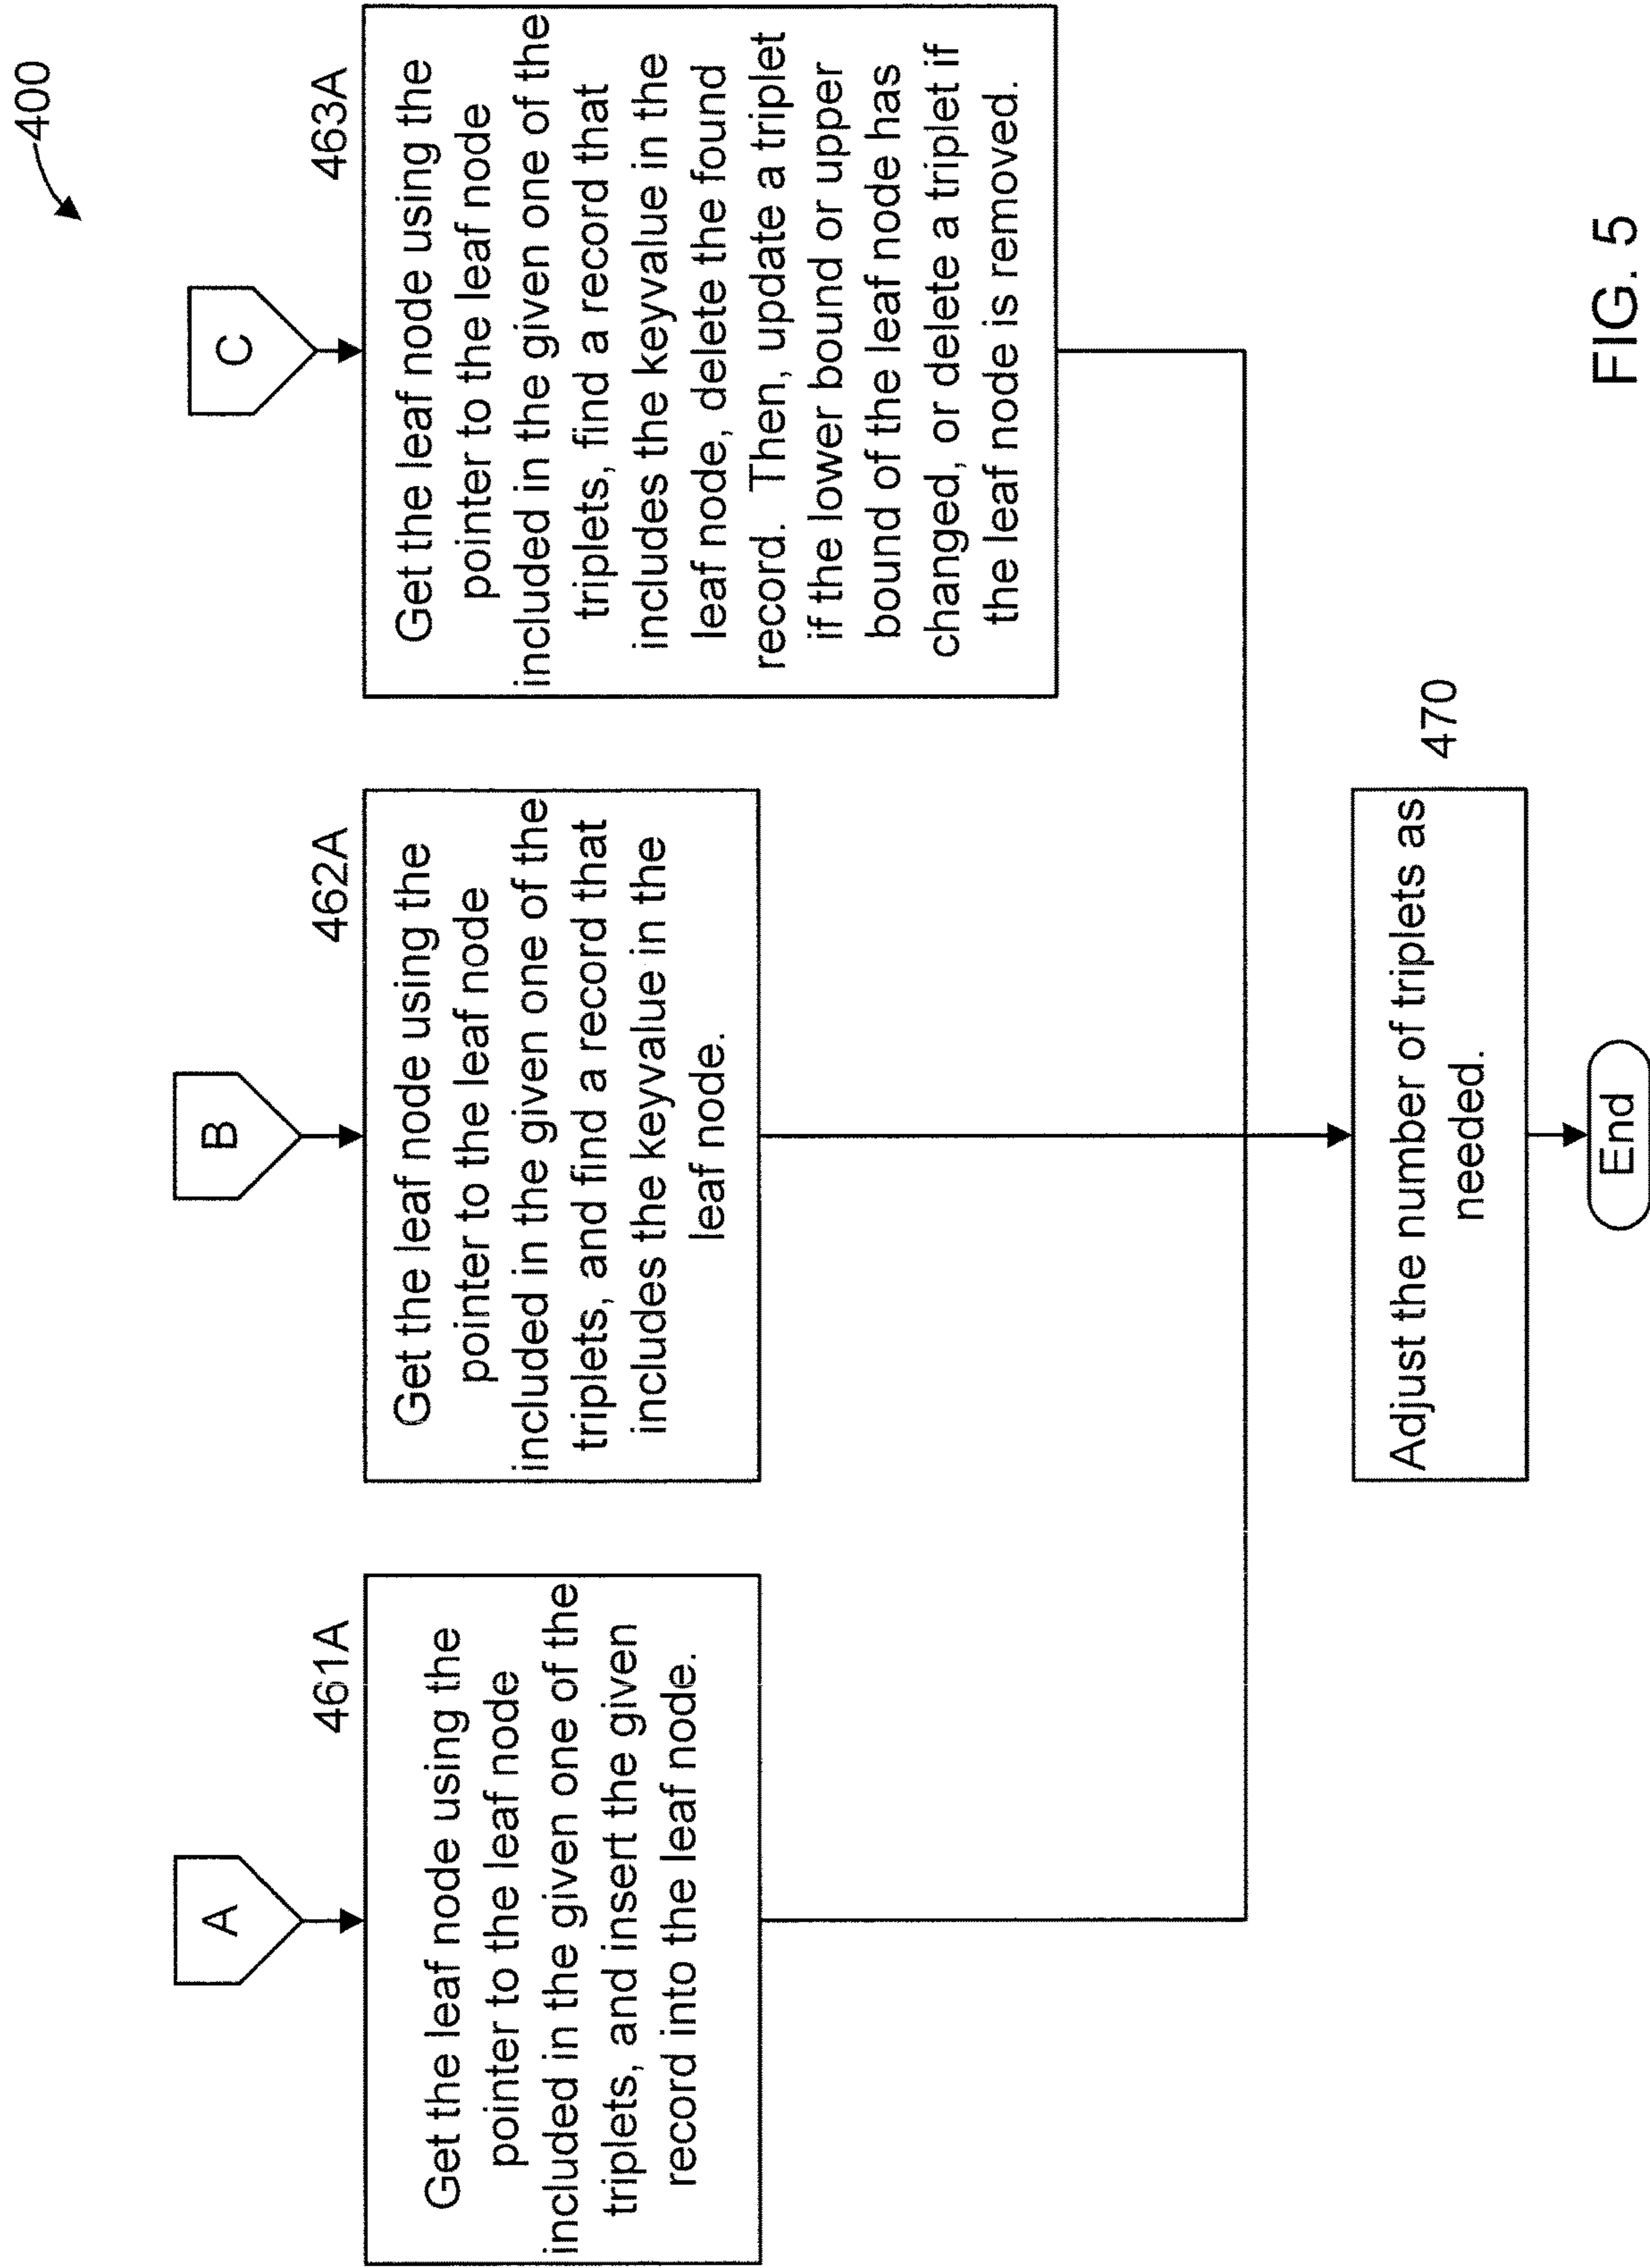 400
A
461A
Get the leaf node using the
pointer to the leaf node
included in the given one of the
triplets, and insert the given
record into the leaf node.
B
462A
Get the leaf node using the
pointer to the leaf node
included in the given one of the
triplets, and find a record that
includes the keyvalue in the
leaf node.
C
463A
Get the leaf node using the
pointer to the leaf node
included in the given one of the
triplets, find a record that
includes the keyvalue in the
leaf node, delete the found
record. Then, update a triplet
if the lower bound or upper
bound of the leaf node has
changed, or delete a triplet if
the leaf node is removed.
470
Adjust the number of triplets as
needed.
End
FIG. 5